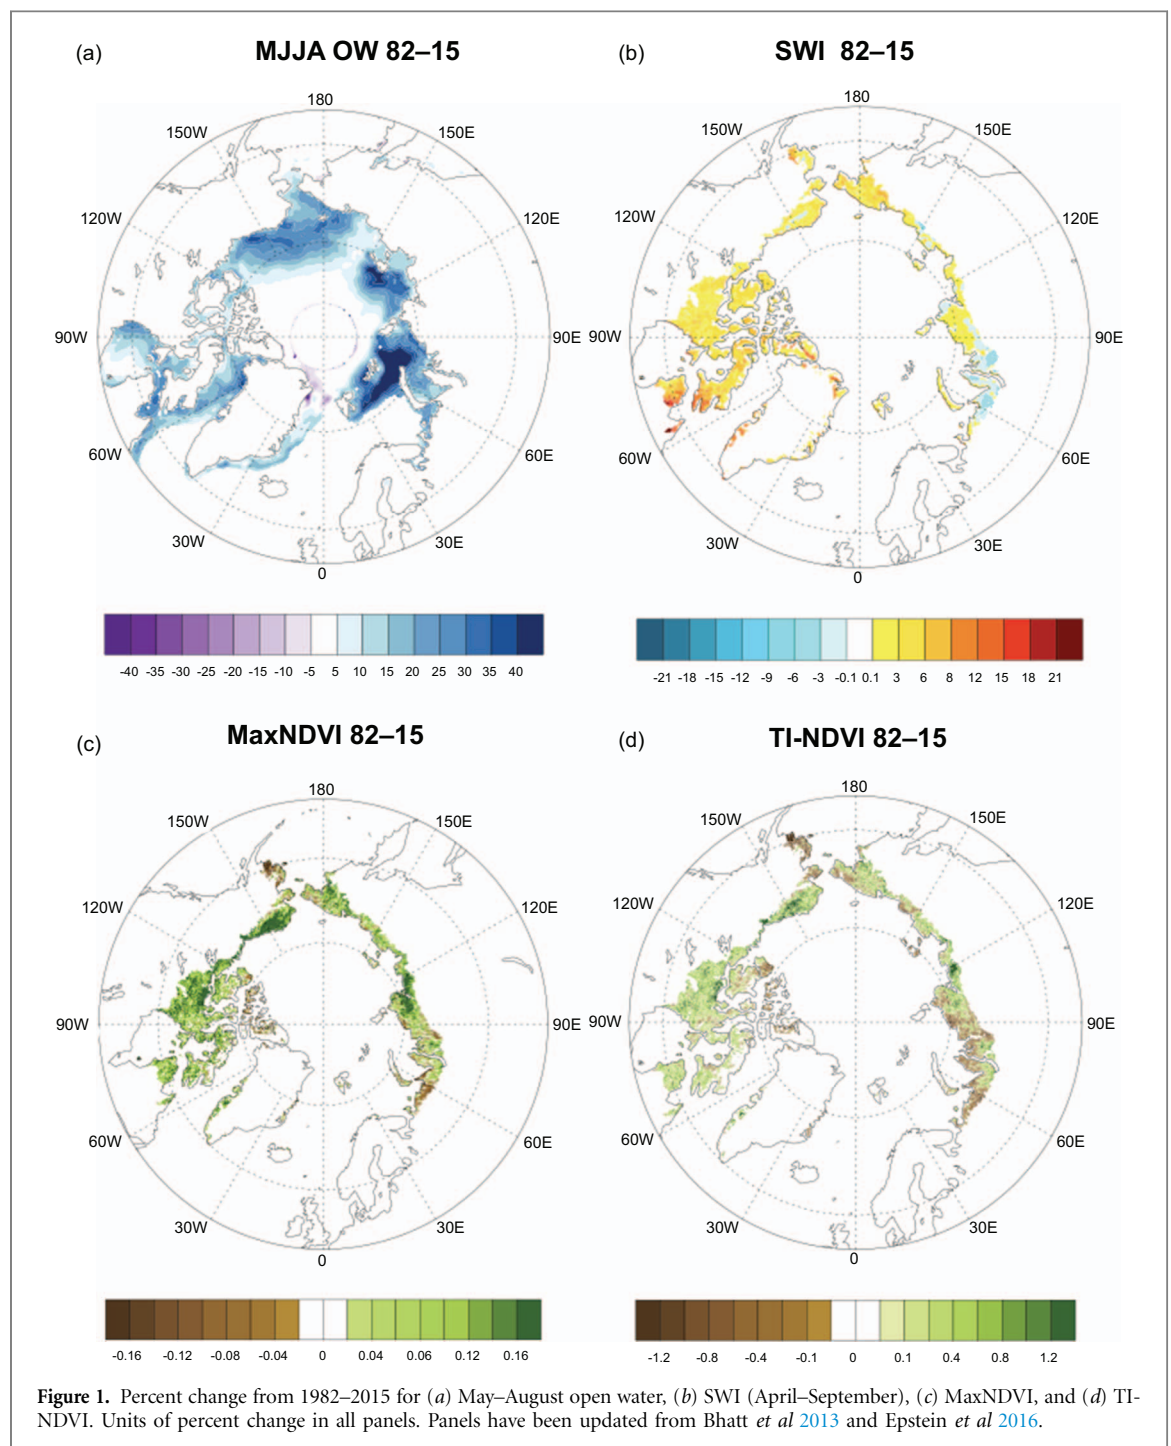 (a) MJJA OW 82–15
180
150W 150E
120W 120E
90W 90E
60W 60E
30W 30E
0
-40 -35 -30 -25 -20 -15 -10 -5 5 10 15 20 25 30 35 40
(b) SWI 82–15
180
150W 150E
120W 120E
90W 90E
60W 60E
30W 30E
0
-21 -18 -15 -12 -9 -6 -3 -0.1 0.1 3 6 8 12 15 18 21
(c) MaxNDVI 82–15
180
150W 150E
120W 120E
90W 90E
60W 60E
30W 30E
0
-0.16 -0.12 -0.08 -0.04 0 0.04 0.06 0.12 0.16
(d) TI-NDVI 82–15
180
150W 150E
120W 120E
90W 90E
60W 60E
30W 30E
0
-1.2 -0.8 -0.4 -0.1 0 0.1 0.4 0.8 1.2
Figure 1. Percent change from 1982–2015 for (a) May–August open water, (b) SWI (April–September), (c) MaxNDVI, and (d) TI-
NDVI. Units of percent change in all panels. Panels have been updated from Bhatt et al 2013 and Epstein et al 2016.